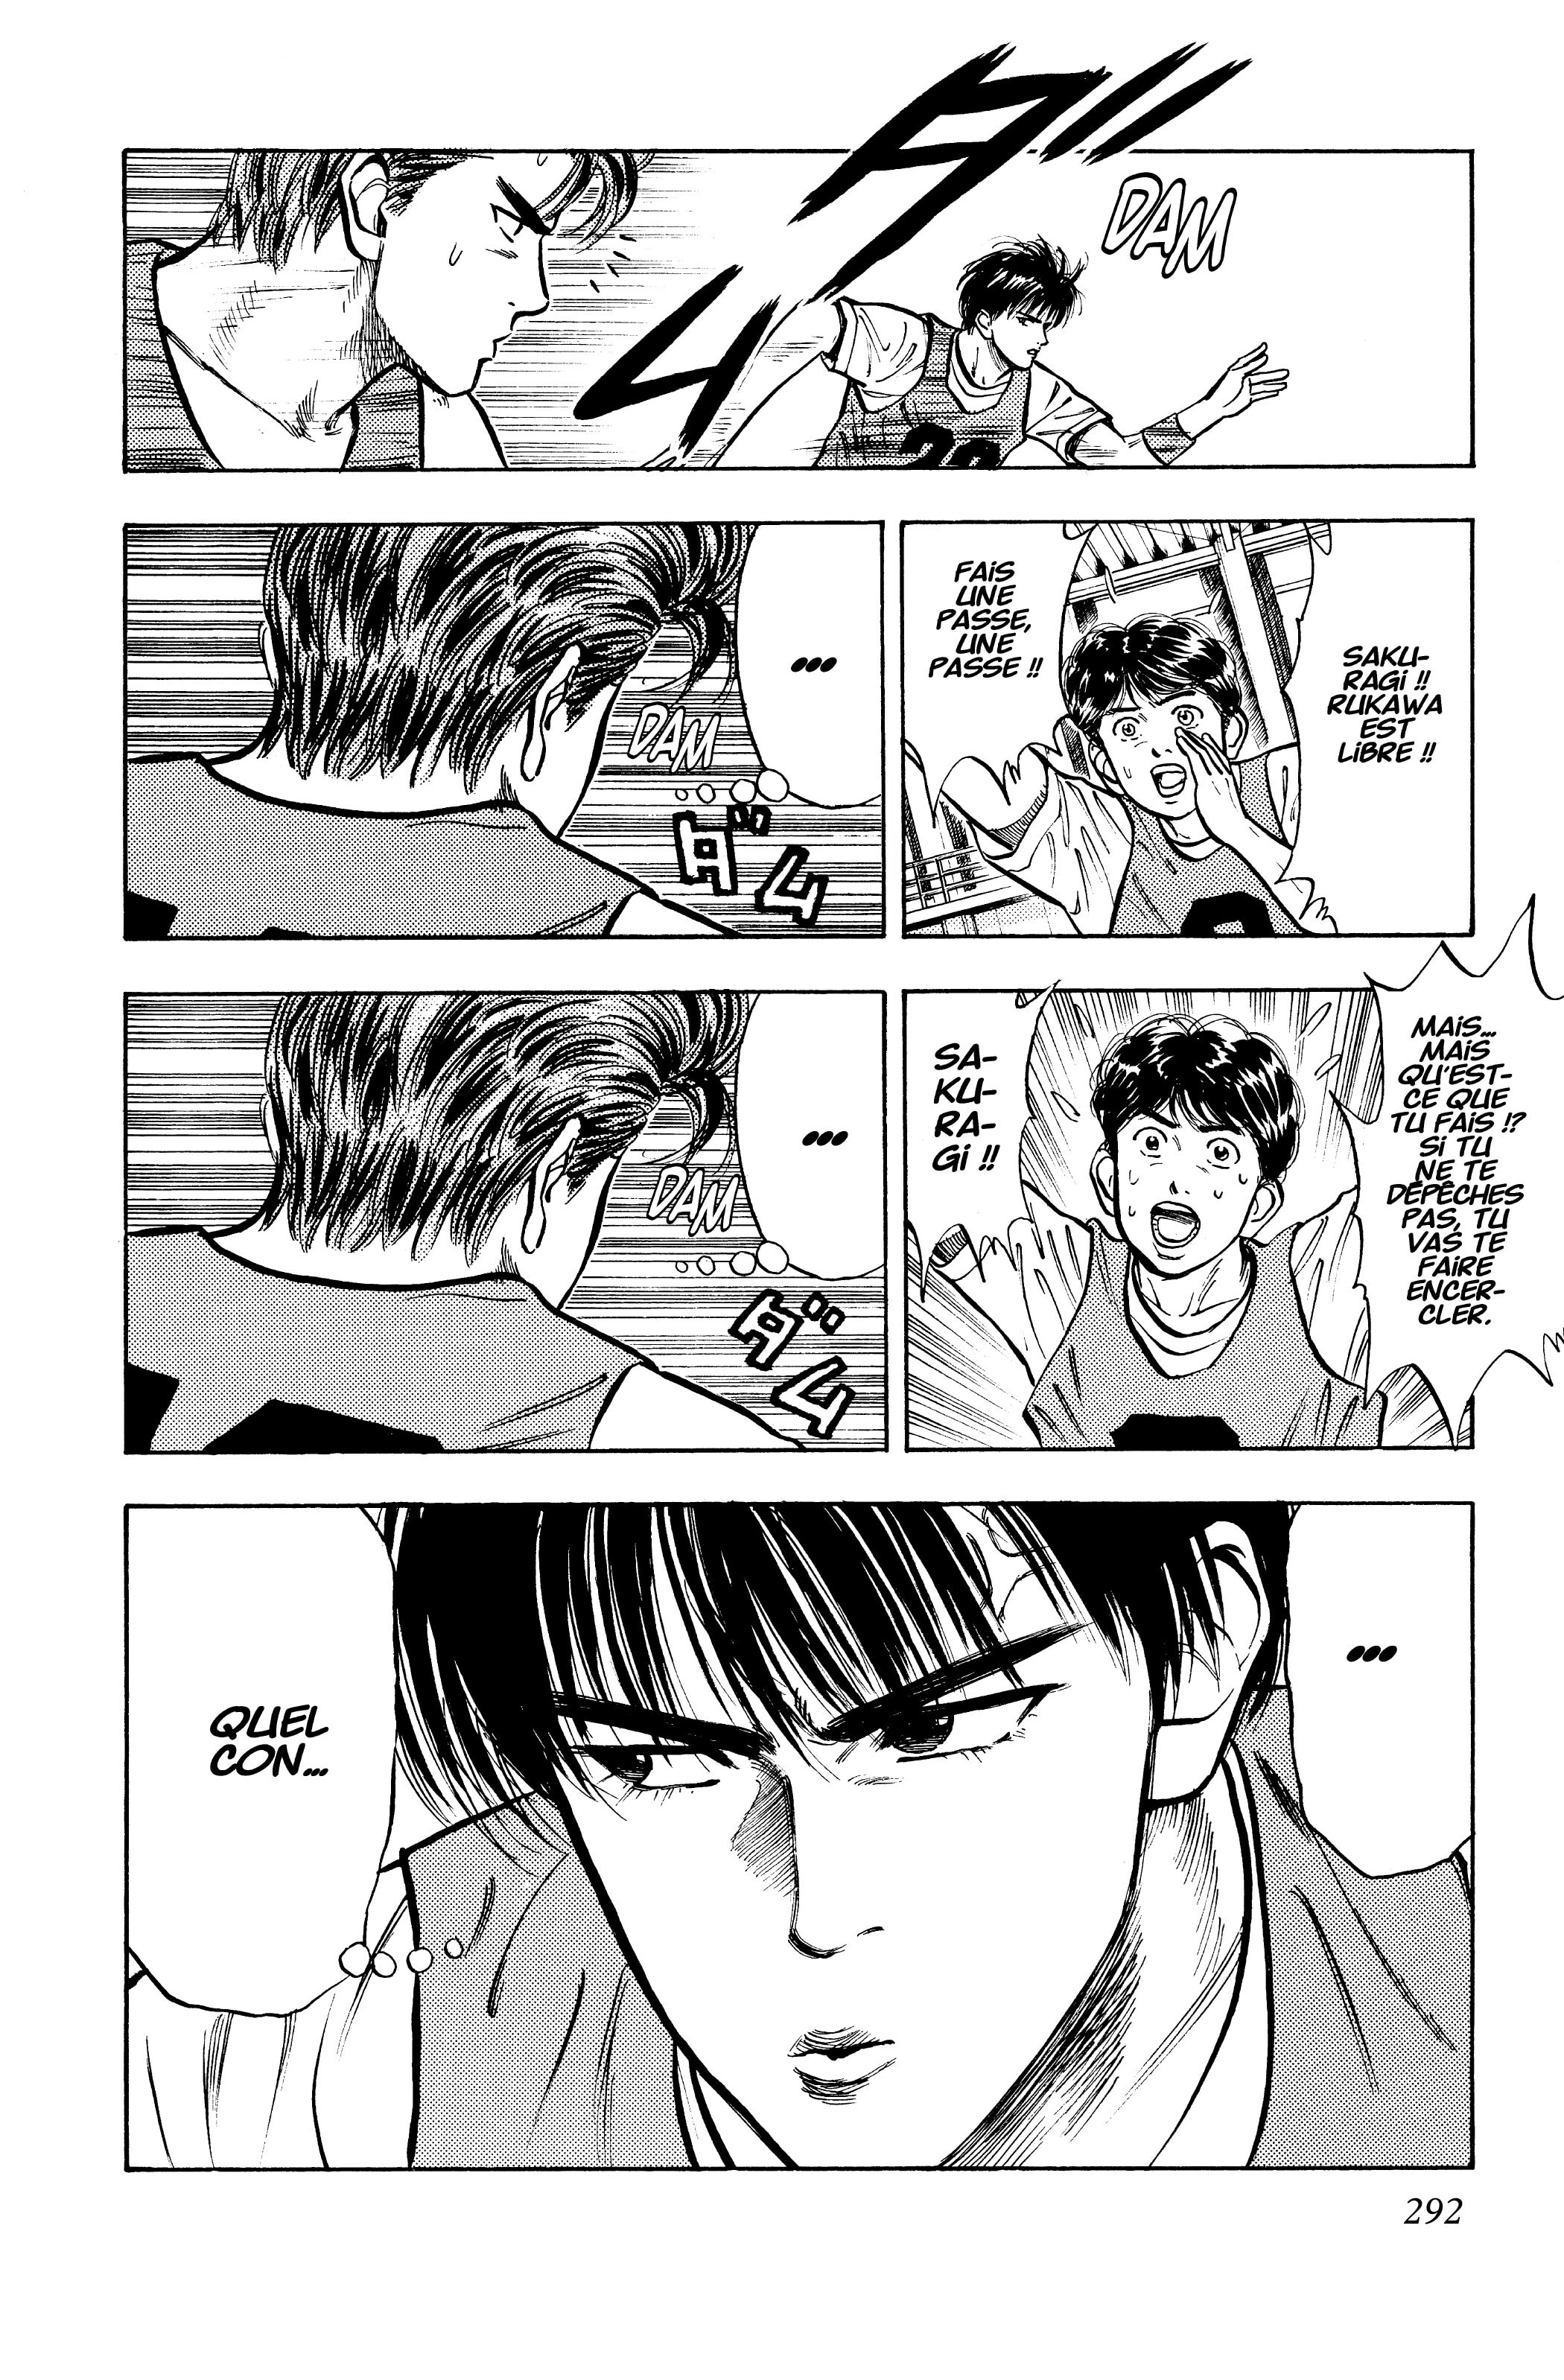 ダム
DAM
SAKU-
RAGI !!
RUKAWA
EST
LIBRE !!
FAIS
UNE
PASSE,
UNE
PASSE !!
...
DAM
ダム
MAIS...
MAIS
QU'EST-
CE QUE
TU FAIS !?
SI TU
NE TE
DÉPÊCHES
PAS, TU
VAS TE
FAIRE
ENCER-
CLER.
SA-
KU-
RA-
GI !!
...
DAM
ダム
...
QUEL
CON...
292